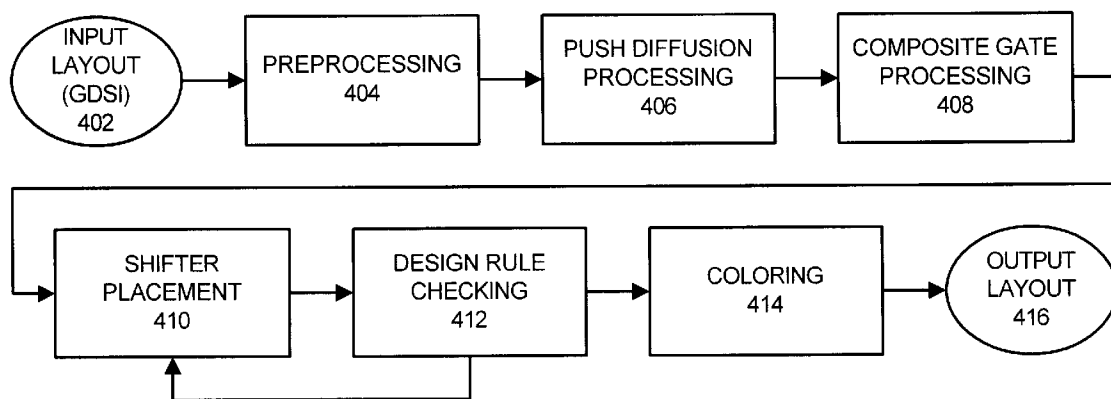 INPUT
LAYOUT
(GDSI)
402
PREPROCESSING
404
PUSH DIFFUSION
PROCESSING
406
COMPOSITE GATE
PROCESSING
408
SHIFTER
PLACEMENT
410
DESIGN RULE
CHECKING
412
COLORING
414
OUTPUT
LAYOUT
416